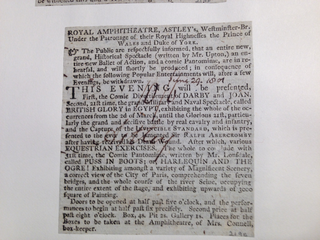 ROYAL AMPHITHEATRE, ASTLEY's, Westminster-Br.
Under the Patronage of their Royal Highnesses the Prince of
WALES and DUKE of YORK.
The Public are respectfully informed, that an entire new,
grand, Historical Spectacle (written by Mr. Upton) an en-
tire new Ballet of Action, and a comic Pantomime, are in re-
hearsal, and will shortly be produced; in consequence of
which the following Popular Entertainments will, after a few
Evenings, be withdrawn.
June 29. 1801
THIS EVENING will be presented,
First, the Comic Dance of DARBY and JOAN.
Second, 21st time, the grand Military and Naval Spectacle, called
BRITISH GLORY in EGYPT, exhibiting the whole of the oc-
currences from the 8th of March, until the Glorious 21st, particu-
larly the grand and decisive battle by real cavalry and infantry,
and the Capture of the INVINCIBLE STANDARD, which is pre-
sented to the by Sir RALPH ABERCROMBY
after having received the Wound. After which, various
EQUESTRIAN EXERCISES. The whole to conclude with
31st time, the Comic Pantomime, written by Mr. Lonsdale,
called PUSS IN BOOTS; or, HARLEQUIN AND THE
OGRE! Exhibiting amongst a Variety of Magnificent Scenery,
a correct view of the City of Paris, comprehending the Seven
bridges, and the whole course of the river Seine, occupying
the entire extent of the stage, and exhibiting upwards of 9000
square of Painting.
Doors to be opened at half past five o'clock, and the perfor-
mances to begin at half past six precisely. Second price at half
past eight o'clock. Box, 4s. Pit 2s. Gallery 1s. Places for the
Boxes to be taken at the Amphitheatre, of Mrs. Connell,
box-keeper.